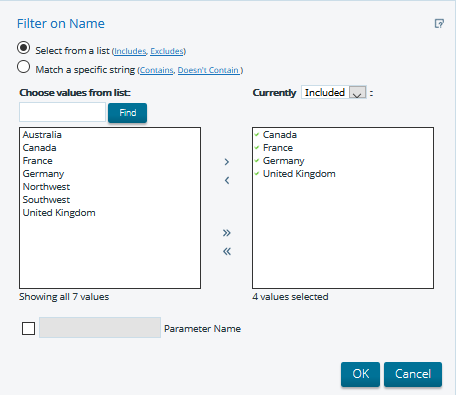 Filter on Name
Select from a list (Includes, Excludes)
Match a specific string (Contains, Doesn't Contain )
Choose values from list:
Find
Currently Included :
Australia
Canada
France
Germany
Northwest
Southwest
United Kingdom
Showing all 7 values
Canada
France
Germany
United Kingdom
4 values selected
Parameter Name
OK
Cancel